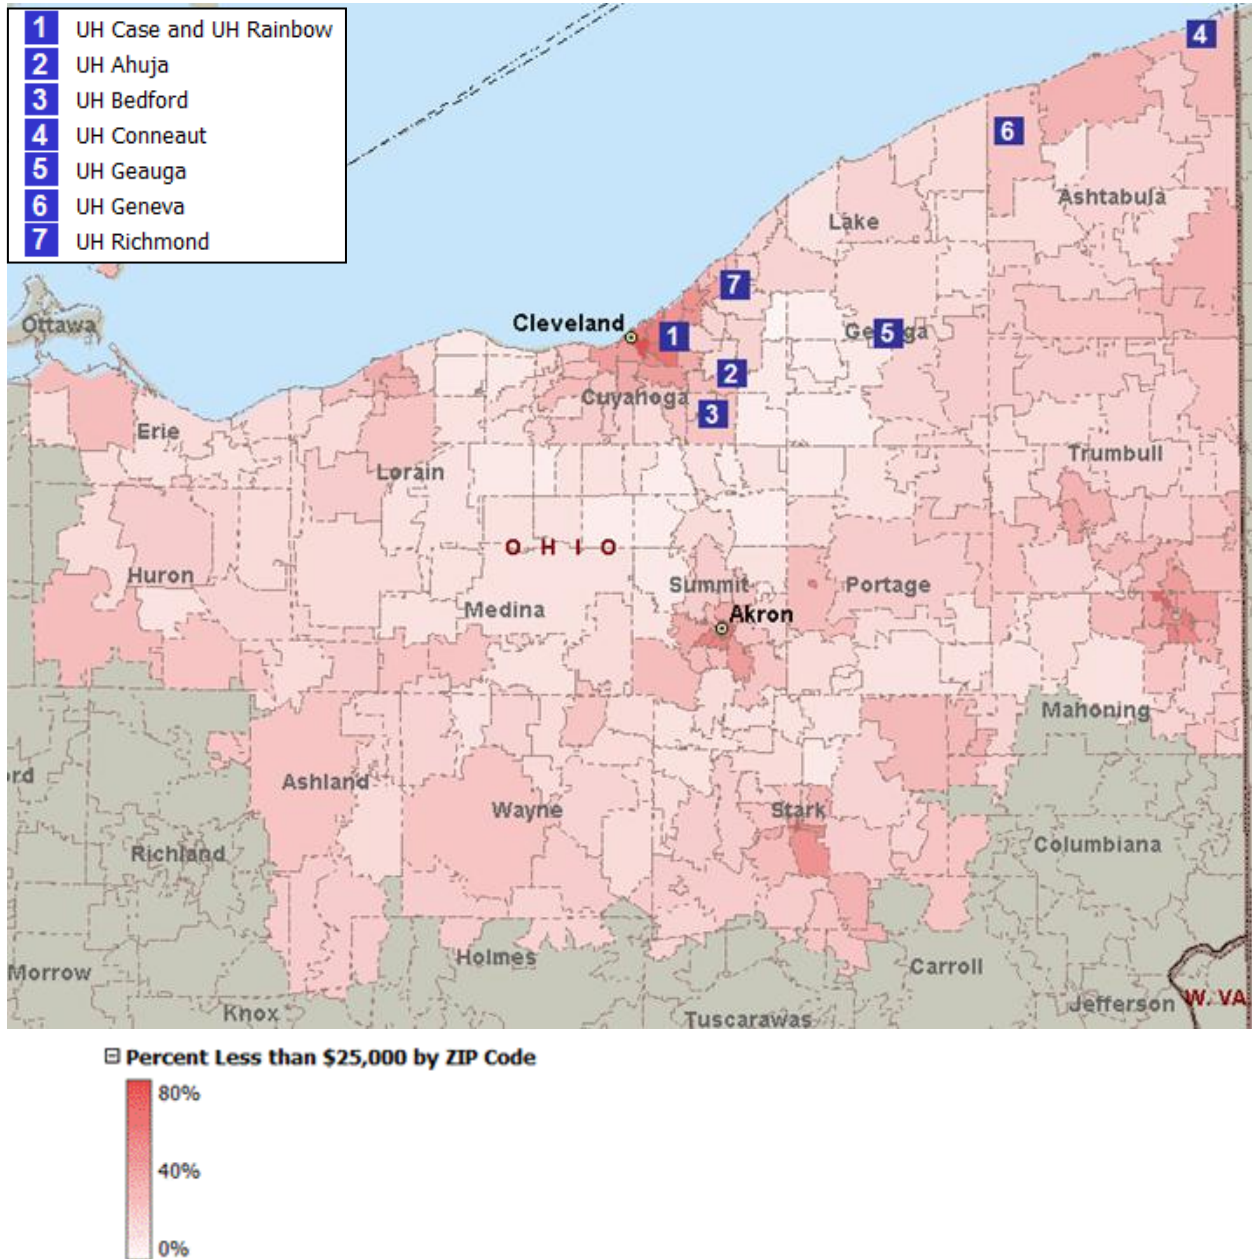 1 UH Case and UH Rainbow
2 UH Ahuja
3 UH Bedford
4 UH Conneaut
5 UH Geauga
6 UH Geneva
7 UH Richmond
4
6
Ashtabula
Lake
7
Ottawa
Cleveland
1
5
2
Cuyahoga
3
Erie
Trumbull
Lorain
O H I O
Huron
Summit
Portage
Medina
Akron
Mahoning
Ashland
Wayne
Stark
Richland
Columbiana
Holmes
Carroll
Morrow
Knox
Tuscarawas
Jefferson
W. VA
Percent Less than $25,000 by ZIP Code
80%
40%
0%